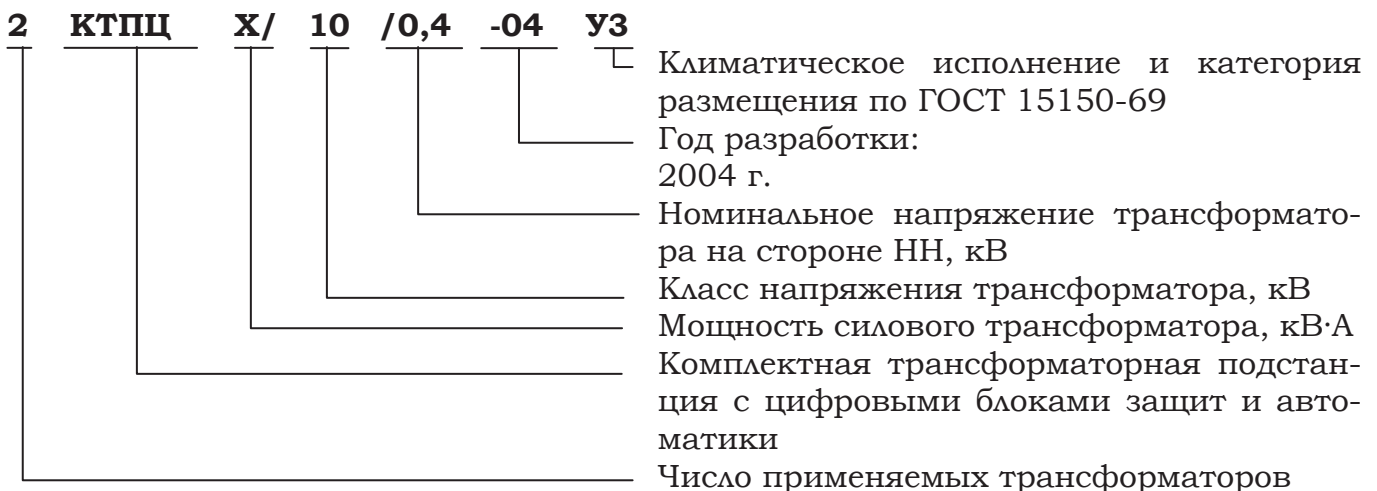 2 КТПЦ Х/ 10 /0,4 -04 У3
Климатическое исполнение и категория
размещения по ГОСТ 15150-69
Год разработки:
2004 г.
Номинальное напряжение трансформато-
ра на стороне НН, кВ
Класс напряжения трансформатора, кВ
Мощность силового трансформатора, кВ·А
Комплектная трансформаторная подстан-
ция с цифровыми блоками защит и авто-
матики
Число применяемых трансформаторов